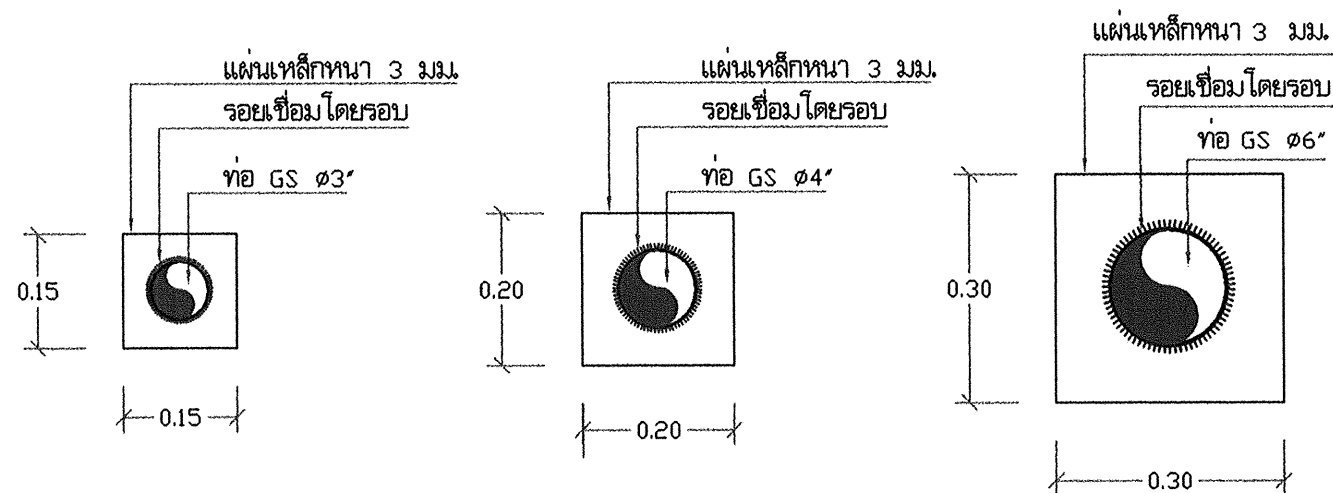 แผ่นเหล็กหนา 3 มม.
รอยเชื่อมโดยรอบ
ท่อ GS ø3"
0.15
0.15
แผ่นเหล็กหนา 3 มม.
รอยเชื่อมโดยรอบ
ท่อ GS ø4"
0.20
0.20
แผ่นเหล็กหนา 3 มม.
รอยเชื่อมโดยรอบ
ท่อ GS ø6"
0.30
0.30